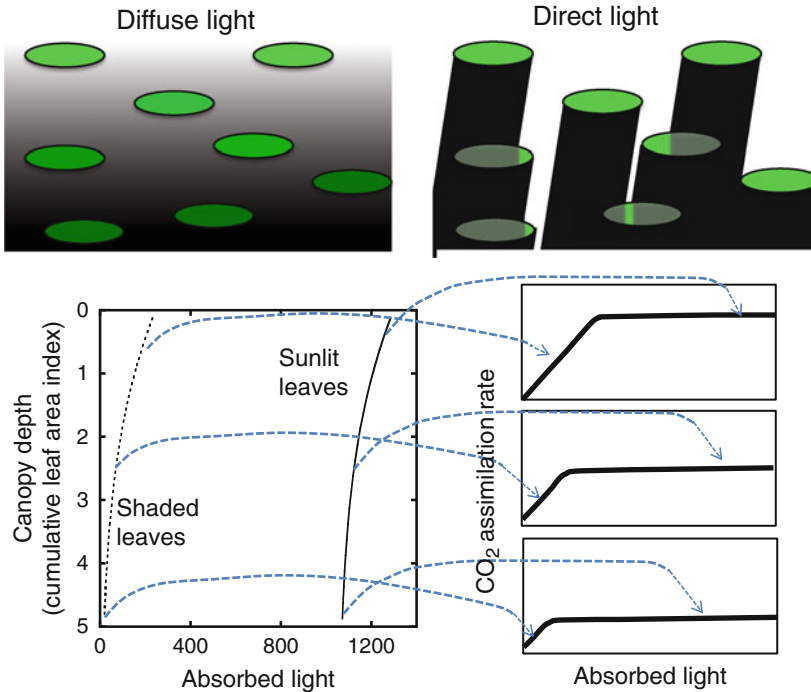 Diffuse light
Direct light
0
1
2
3
4
5
Canopy depth
(cumulative leaf area index)
Sunlit
leaves
Shaded
leaves
0
400
800
1200
Absorbed light
CO₂ assimilation rate
Absorbed light